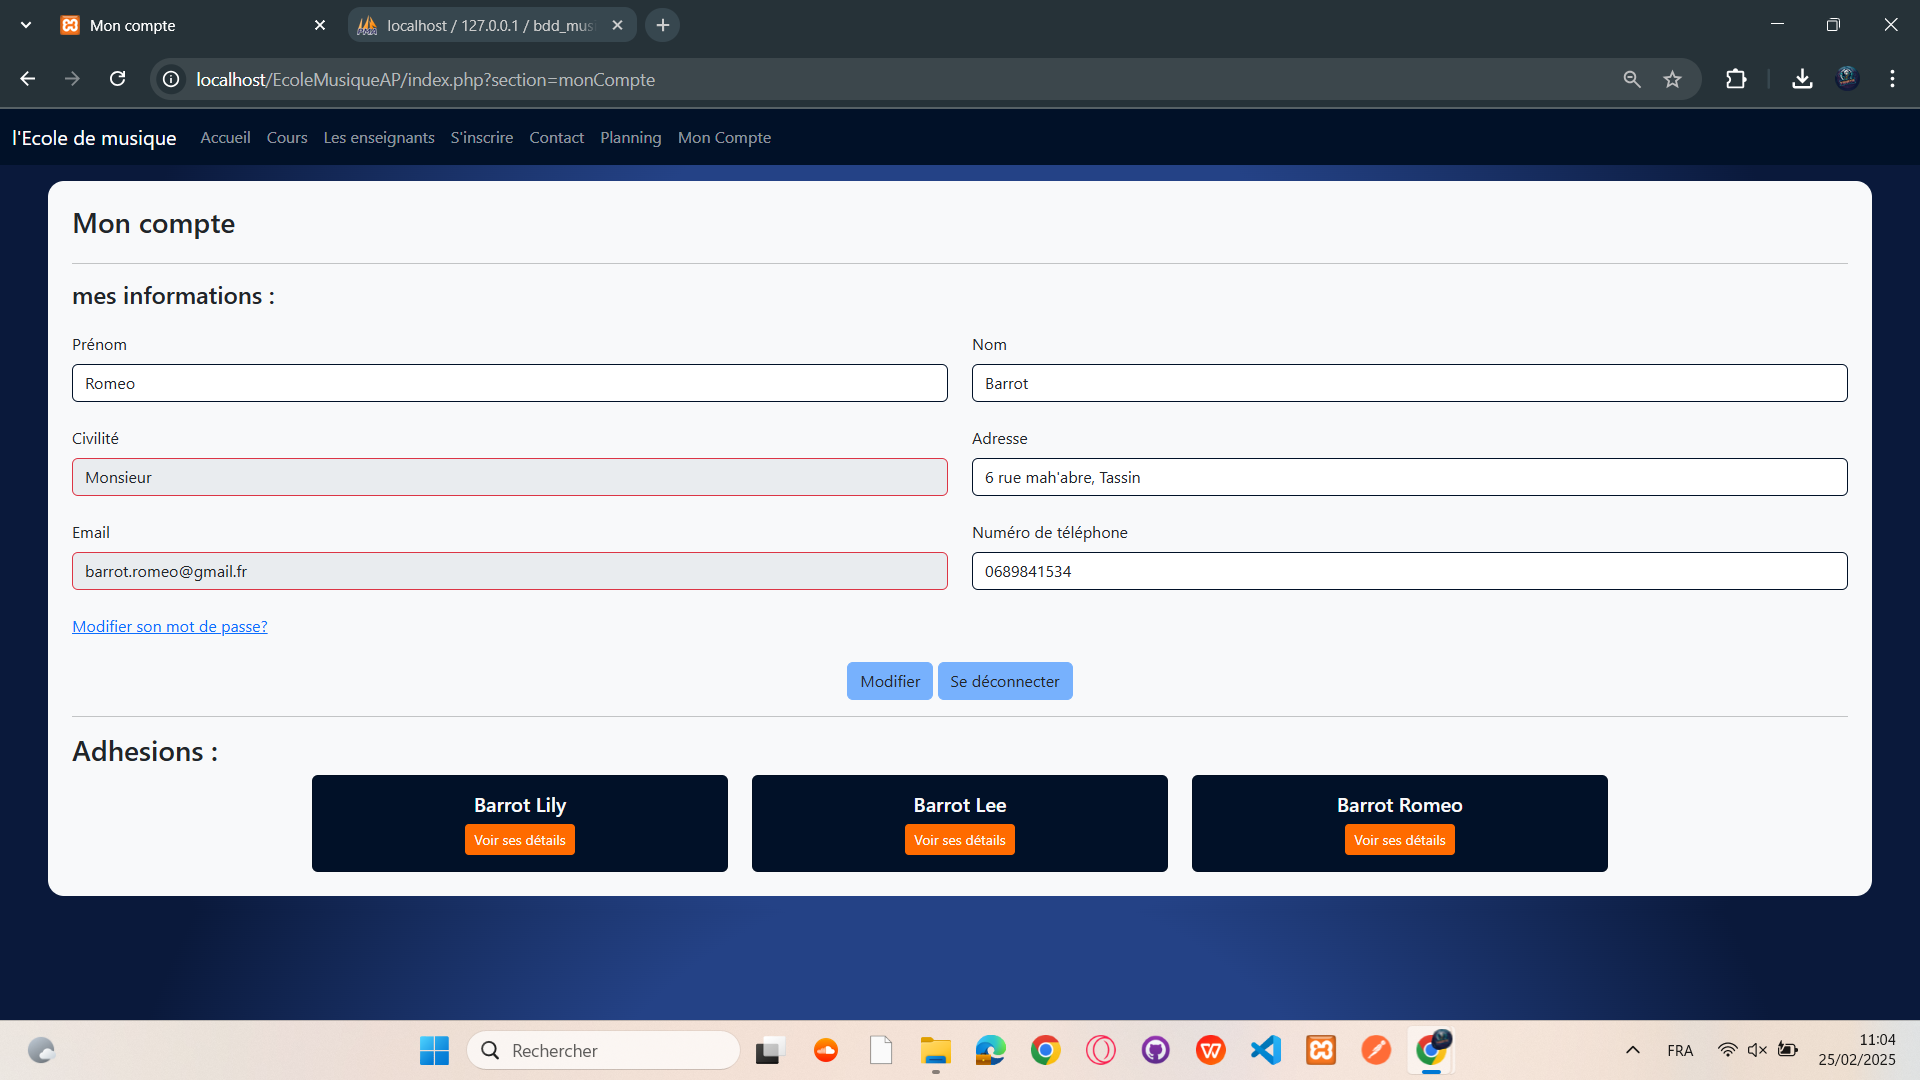 Mon compte
localhost / 127.0.0.1 / bdd_mus
localhost/EcoleMusiqueAP/index.php?section=monCompte
l'Ecole de musique Accueil Cours Les enseignants S'inscrire Contact Planning Mon Compte
Mon compte
mes informations :
Prénom Nom
Romeo Barrot
Civilité Adresse
Monsieur 6 rue mah'abre, Tassin
Email Numéro de téléphone
barrot.romeo@gmail.fr 0689841534
Modifier son mot de passe?
Modifier Se déconnecter
Adhesions :
Barrot Lily Barrot Lee Barrot Romeo
Voir ses détails Voir ses détails Voir ses détails
Rechercher
FRA
11:04
25/02/2025